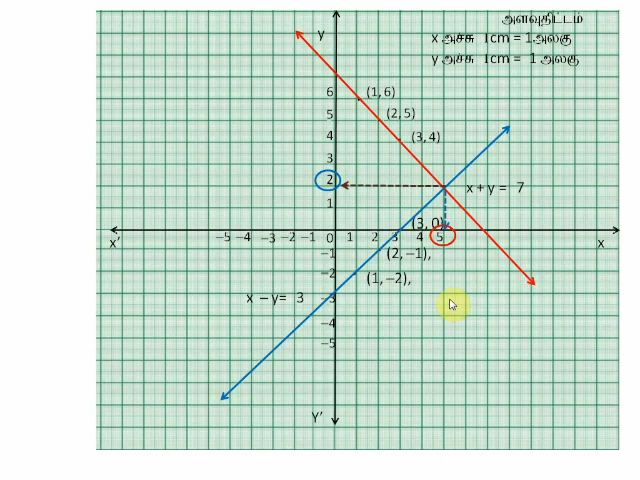 அளவுதிட்டம்
x அச்சு 1cm = 1அலகு
y அச்சு 1cm = 1 அலகு
y
6
(1, 6)
5
(2, 5)
4
(3, 4)
3
2
x + y = 7
1
(3, 0)
x’ −5 −4 −3 −2 −1 0 1 2 3 4 5 x
−1
(2, −1),
−2
(1, −2),
x − y= 3
−3
−4
−5
Y’